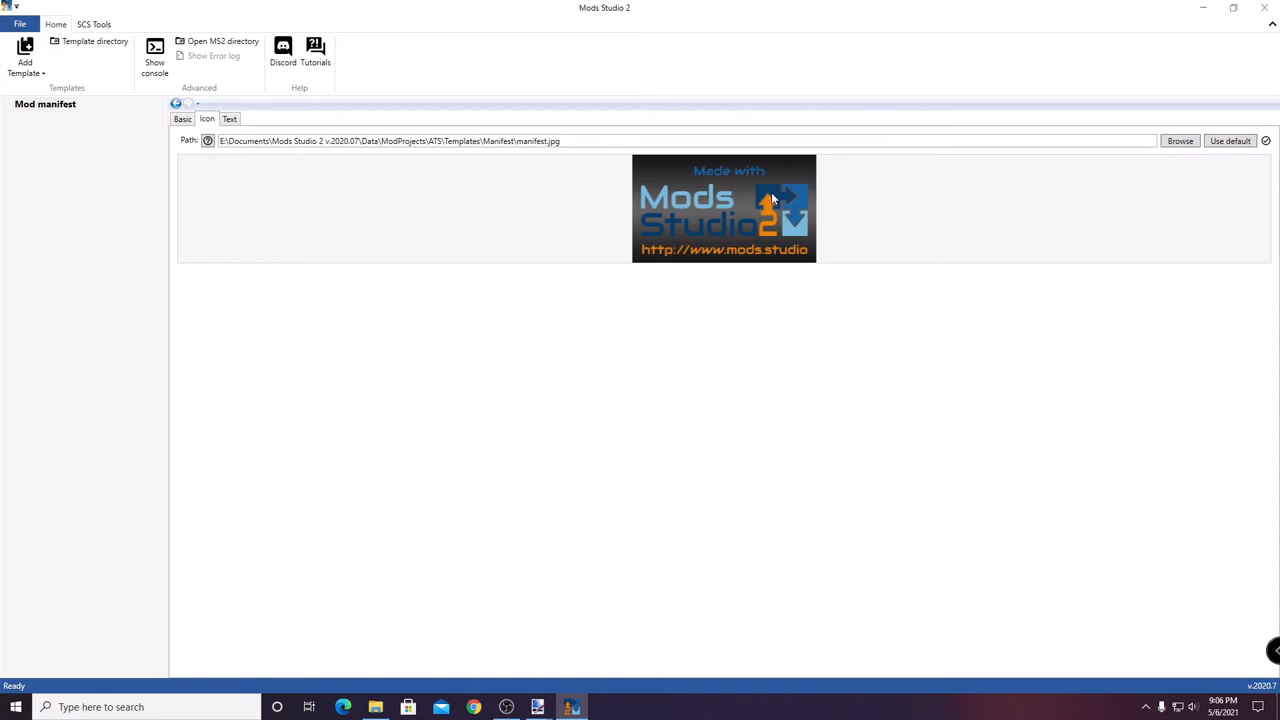 Mods Studio 2
File
Home
SCS Tools
Add Template
Template directory
Templates
Show console
Open MS2 directory
Show Error log
Advanced
Discord
Tutorials
Help
Mod manifest
Basic
Icon
Text
Path:
E:\Documents\Mods Studio 2 v.2020.07\Data\ModProjects\ATS\Templates\Manifest\manifest.jpg
Browse
Use default
Made with
Mods
Studio2
http://www.mods.studio
Ready
v.2020.7
Type here to search
9:06 PM
5/6/2021